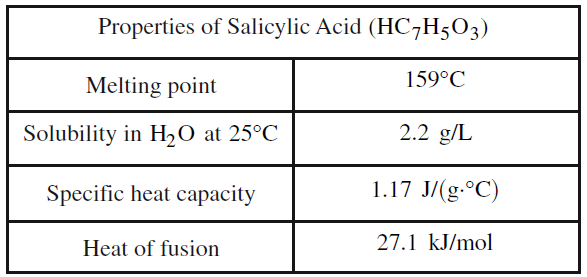 Properties of Salicylic Acid (HC₇H₅O₃)
Melting point 159°C
Solubility in H₂O at 25°C 2.2 g/L
Specific heat capacity 1.17 J/(g·°C)
Heat of fusion 27.1 kJ/mol